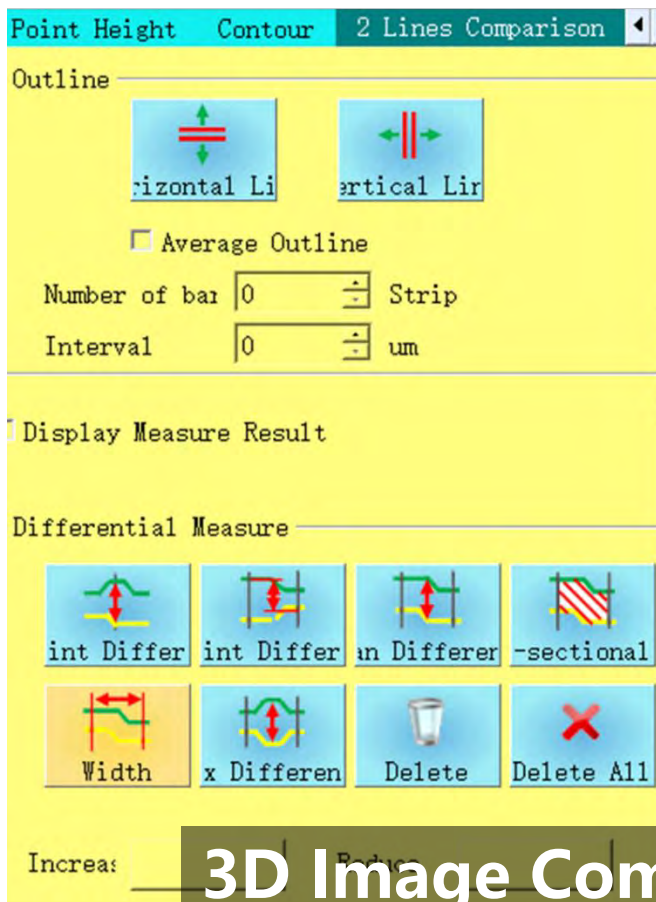 Point Height Contour 2 Lines Comparison
Outline
rizontal Li ertical Lir
Average Outline
Number of bar 0 Strip
Interval 0 um
Display Measure Result
Differential Measure
int Differ int Differ an Differer -sectional
Width x Differen Delete Delete All
Increas Reduce
3D Image Com